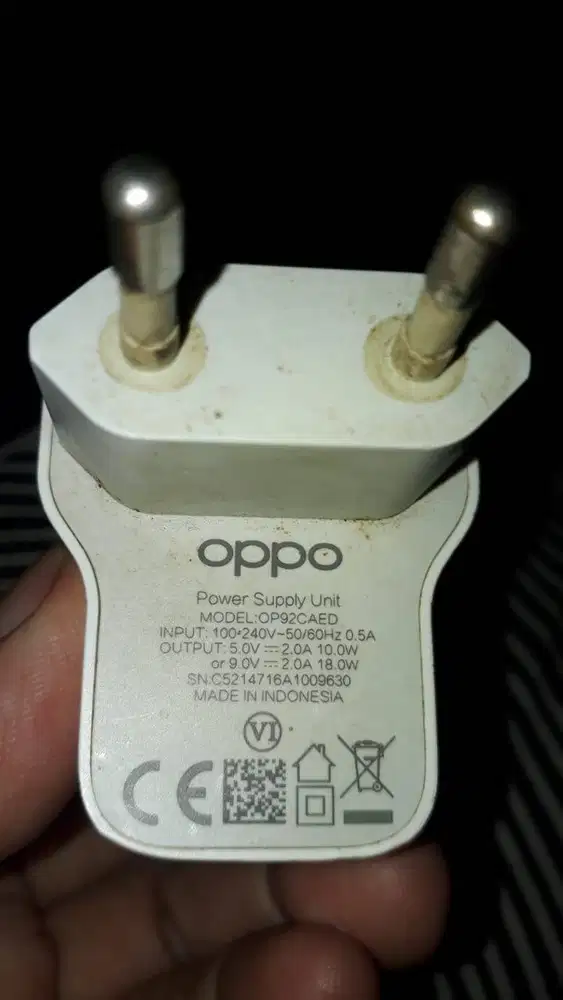 oppo
Power Supply Unit
MODEL:OP92CAED
INPUT: 100-240V~50/60Hz 0.5A
OUTPUT: 5.0V⎓2.0A 10.0W
or 9.0V⎓2.0A 18.0W
SN:C5214716A1009630
MADE IN INDONESIA
VI
CE